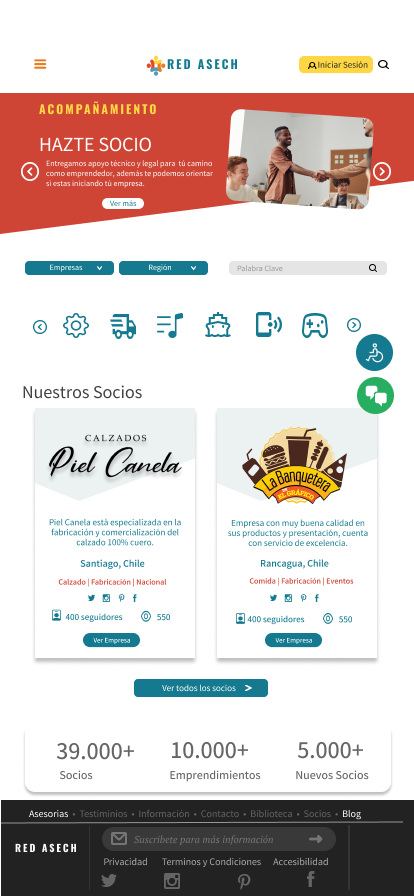 RED ASECH
Iniciar Sesión
ACOMPAÑAMIENTO
HAZTE SOCIO
Entregamos apoyo técnico y legal para tú camino
como emprendedor, además te podemos orientar
si estas iniciando tú empresa.
Ver más
Empresas
Región
Palabra Clave
Nuestros Socios
CALZADOS
Piel Canela
Piel Canela está especializada en la
fabricación y comercialización del
calzado 100% cuero.
Santiago, Chile
Calzado | Fabricación | Nacional
400 seguidores
550
Ver Empresa
La Banquetera
EL GRÁFICO
Empresa con muy buena calidad en
sus productos y presentación, cuenta
con servicio de excelencia.
Rancagua, Chile
Comida | Fabricación | Eventos
400 seguidores
550
Ver Empresa
Ver todos los socios >
39.000+
Socios
10.000+
Emprendimientos
5.000+
Nuevos Socios
Asesorias • Testiminios • Información • Contacto • Biblioteca • Socios • Blog
RED ASECH
Suscribete para más información
Privacidad
Terminos y Condiciones
Accesibilidad